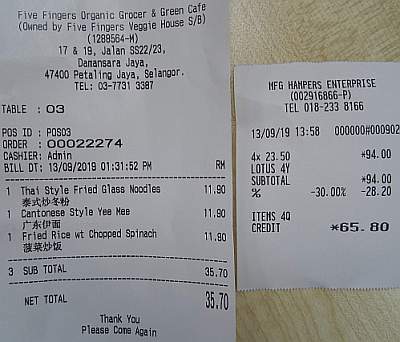 Five Fingers Organic Grocer & Green Cafe
(Owned by Five Fingers Veggie House S/B)
(1288564-M)
17 & 19, Jalan SS22/23,
Damansara Jaya,
47400 Petaling Jaya, Selangor.
TEL: 03-7731 3387
TABLE : 03
POS ID : POS03
ORDER : 00022274
CASHIER: Admin
BILL DT: 13/09/2019 01:31:52 PM RM
1 Thai Style Fried Glass Noodles 11.90
泰式炒冬粉
1 Cantonese Style Yee Mee 11.90
广东伊面
1 Fried Rice wt Chopped Spinach 11.90
菠菜炒饭
3 SUB TOTAL 35.70
NET TOTAL 35.70
Thank You
Please Come Again
MFG HAMPERS ENTERPRISE
(002916866-P)
TEL 018-233 8166
13/09/19 13:58 000000#000902
4x 23.50 *94.00
LOTUS 4Y
SUBTOTAL *94.00
% -30.00% -28.20
ITEMS 4Q
CREDIT *65.80